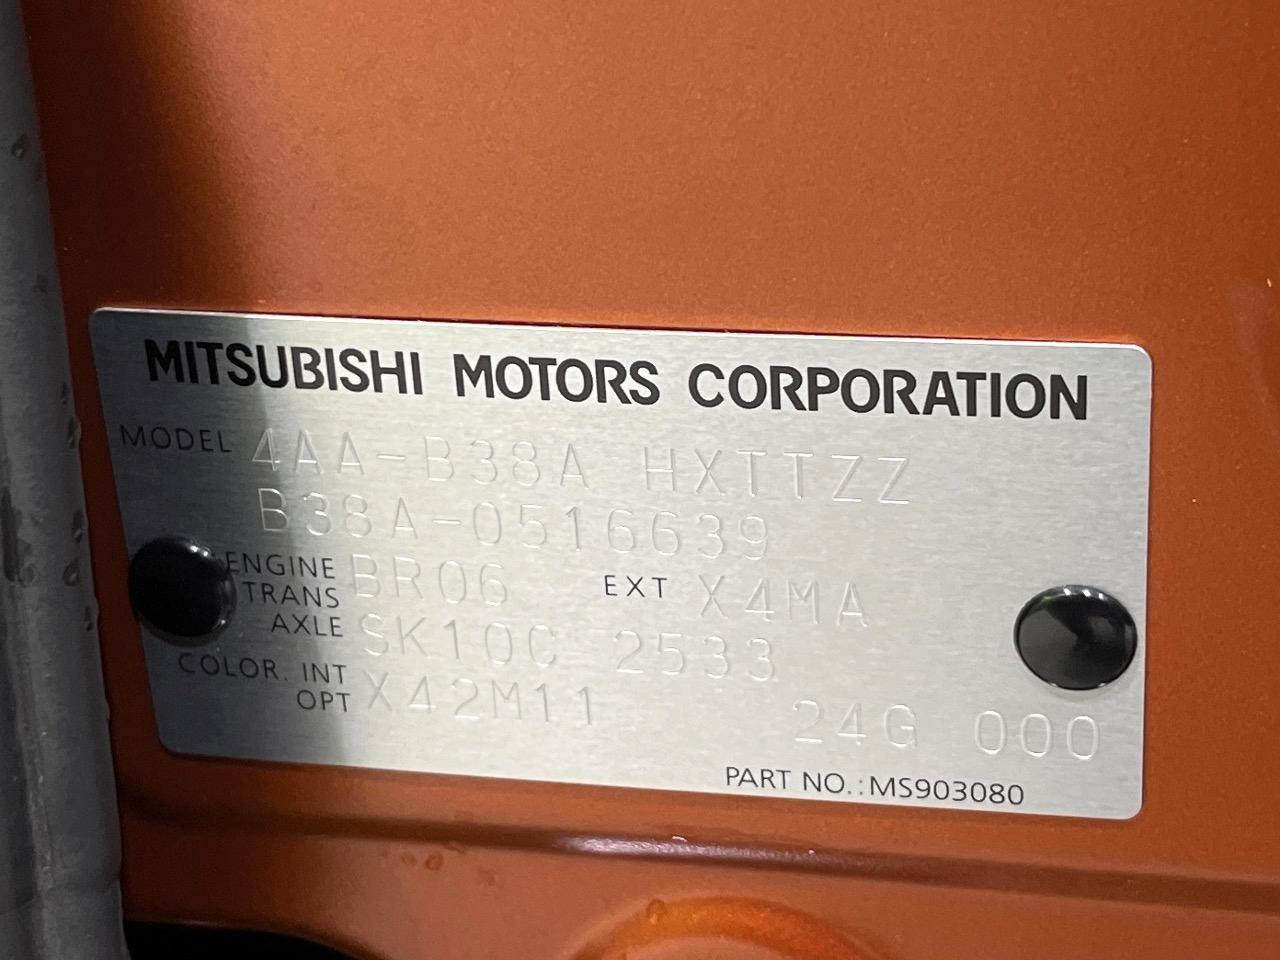 MITSUBISHI MOTORS CORPORATION
MODEL 4AA-B38A HXTTZZ
B38A-0516639
ENGINE BR06 EXT X4MA
TRANS
AXLE SK10C 2533
COLOR. INT
OPT X42M11 24G 000
PART NO.:MS903080